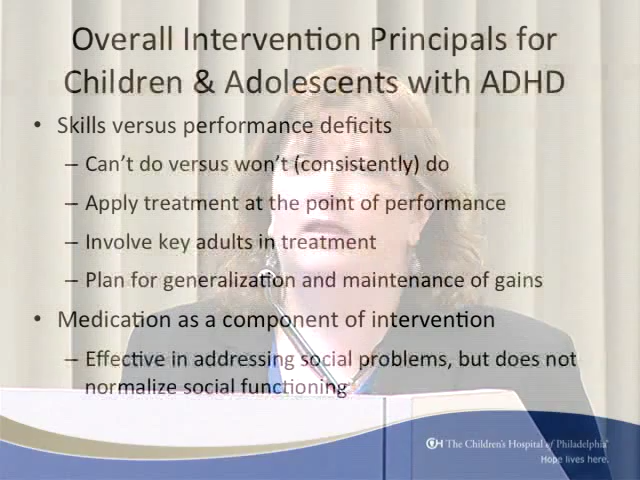 Overall Intervention Principals for
Children & Adolescents with ADHD
• Skills versus performance deficits
– Can't do versus won't (consistently) do
– Apply treatment at the point of performance
– Involve key adults in treatment
– Plan for generalization and maintenance of gains
• Medication as a component of intervention
– Effective in addressing social problems, but does not
normalize social functioning
The Children's Hospital of Philadelphia®
Hope lives here.